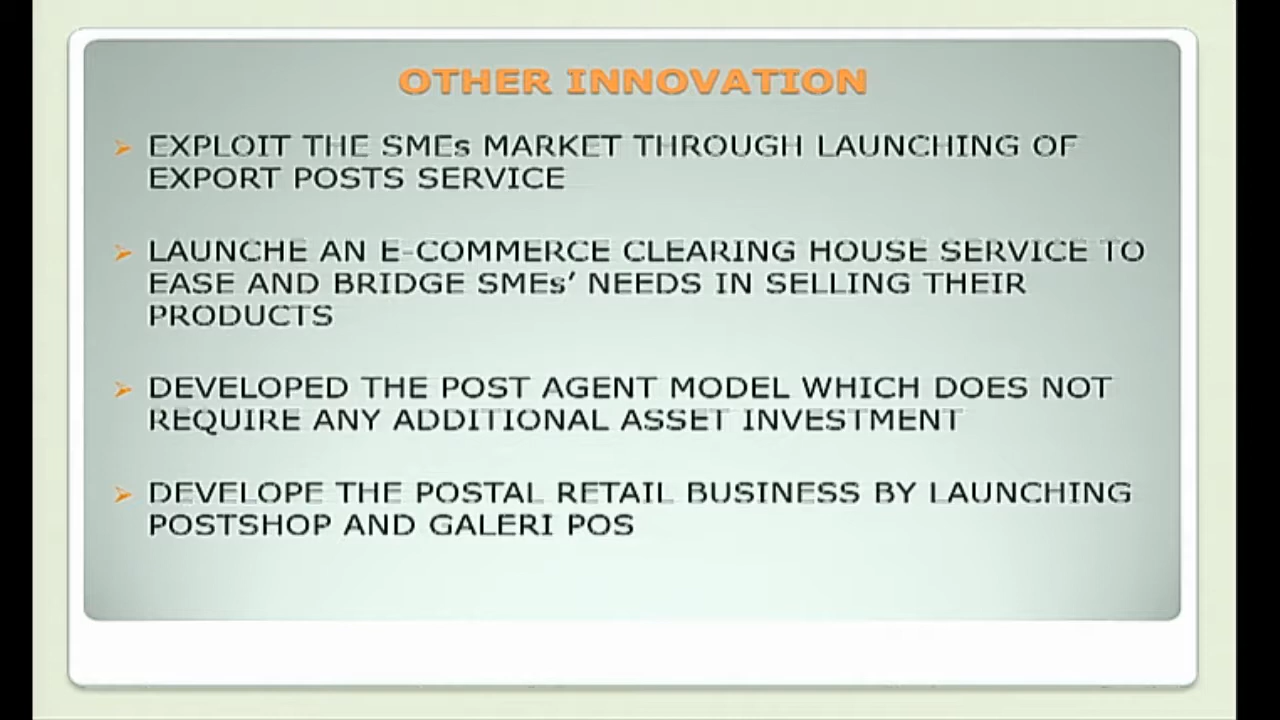 OTHER INNOVATION
EXPLOIT THE SMEs MARKET THROUGH LAUNCHING OF
EXPORT POSTS SERVICE
LAUNCHE AN E-COMMERCE CLEARING HOUSE SERVICE TO
EASE AND BRIDGE SMEs’ NEEDS IN SELLING THEIR
PRODUCTS
DEVELOPED THE POST AGENT MODEL WHICH DOES NOT
REQUIRE ANY ADDITIONAL ASSET INVESTMENT
DEVELOPE THE POSTAL RETAIL BUSINESS BY LAUNCHING
POSTSHOP AND GALERI POS